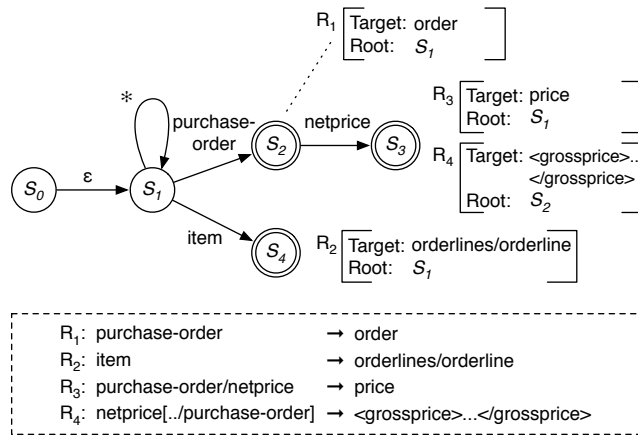 R1 Target: order
Root: S1
*
purchase-
order
netprice
ε
item
S0
S1
S2
S3
S4
R3 Target: price
Root: S1
R4 Target: <grossprice>..
</grossprice>
Root: S2
R2 Target: orderlines/orderline
Root: S1
R1: purchase-order → order
R2: item → orderlines/orderline
R3: purchase-order/netprice → price
R4: netprice[../purchase-order] → <grossprice>...</grossprice>